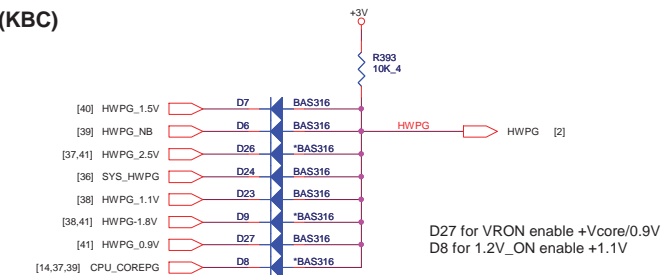 (KBC)
+3V
R393
10K_4
[40] HWPG_1.5V D7 BAS316
[39] HWPG_NB D6 BAS316 HWPG HWPG [2]
[37,41] HWPG_2.5V D26 *BAS316
[36] SYS_HWPG D24 BAS316
[38] HWPG_1.1V D23 BAS316
[38,41] HWPG-1.8V D9 *BAS316
[41] HWPG_0.9V D27 BAS316
[14,37,39] CPU_COREPG D8 *BAS316
D27 for VRON enable +Vcore/0.9V
D8 for 1.2V_ON enable +1.1V